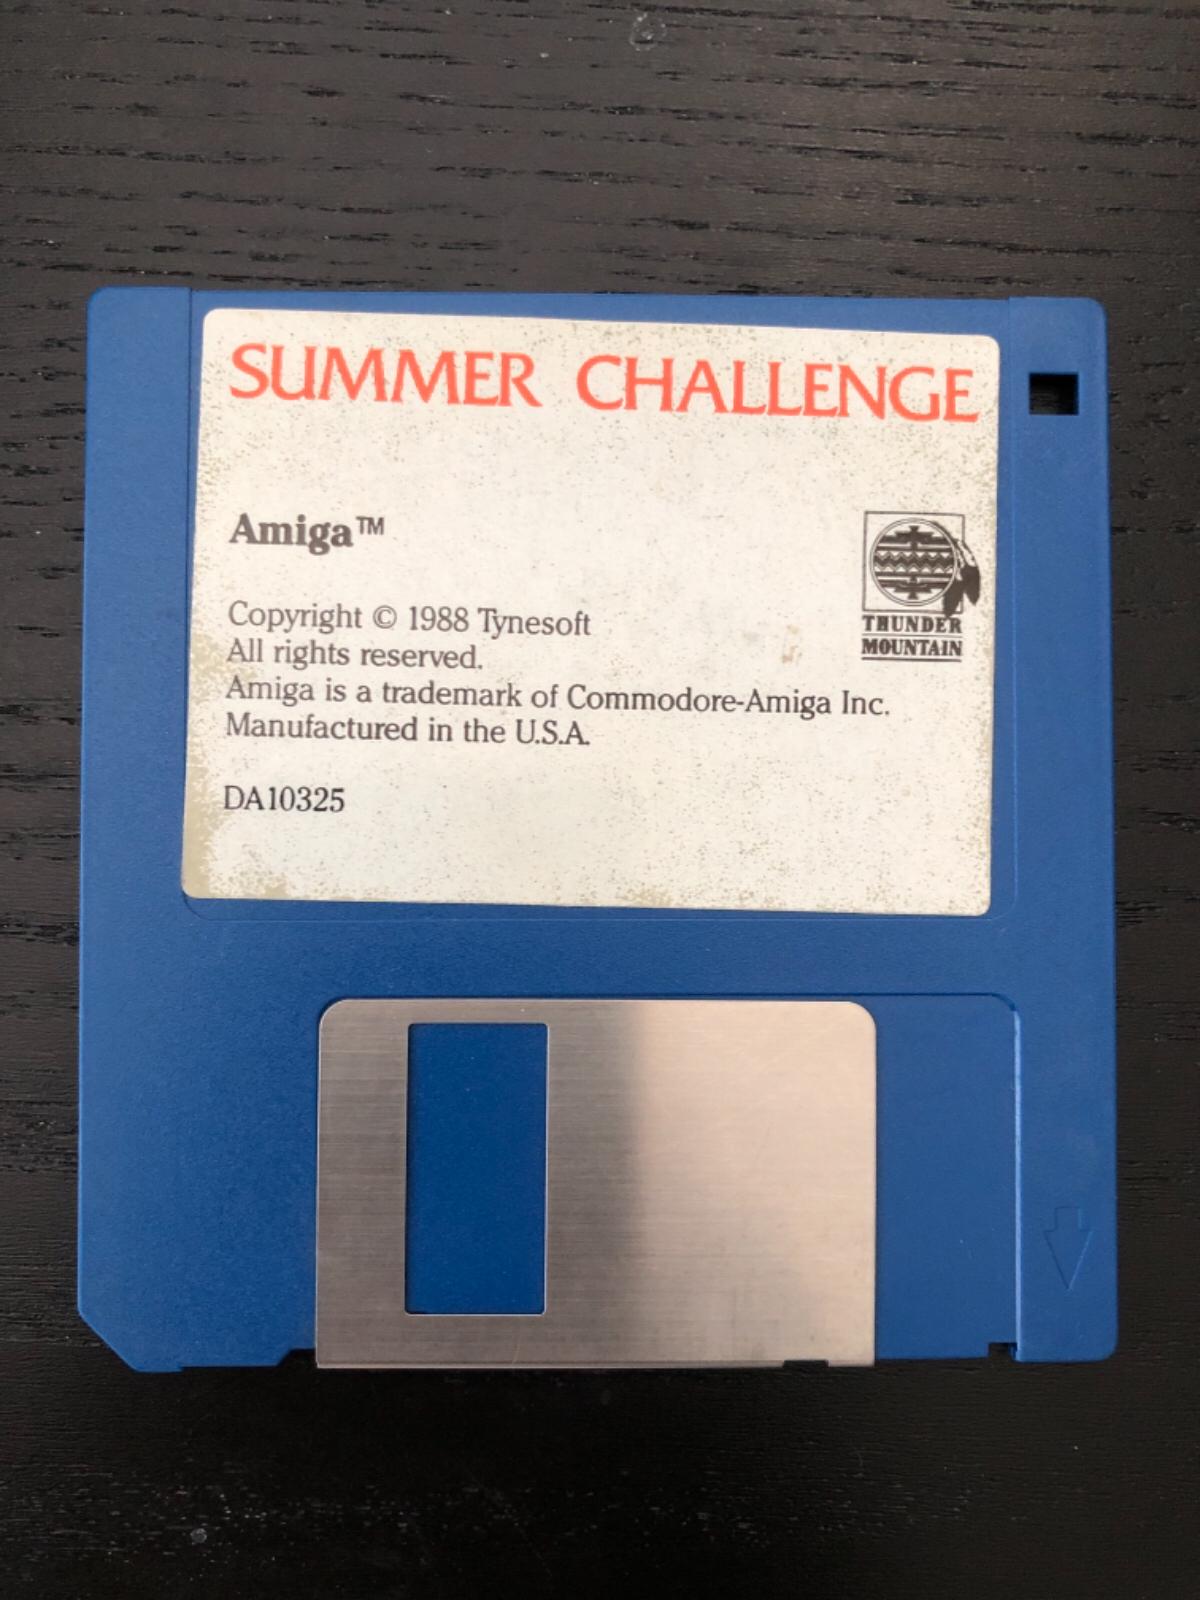 SUMMER CHALLENGE
Amiga™
THUNDER
MOUNTAIN
Copyright © 1988 Tynesoft
All rights reserved.
Amiga is a trademark of Commodore-Amiga Inc.
Manufactured in the U.S.A.
DA10325